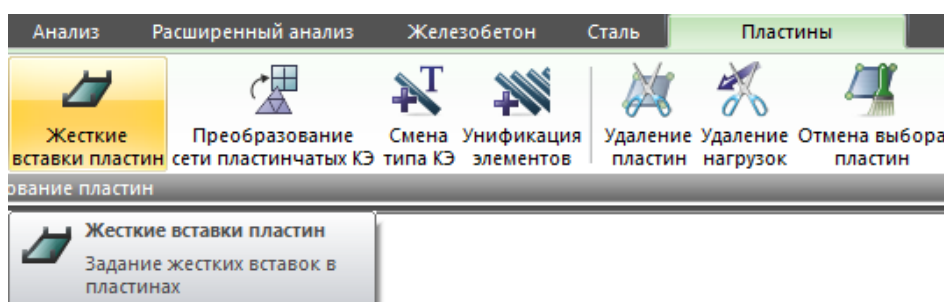 Анализ Расширенный анализ Железобетон Сталь Пластины
Жесткие вставки пластин
Преобразование сети пластинчатых КЭ
Смена типа КЭ
Унификация элементов
Удаление пластин
Удаление нагрузок
Отмена выбора пластин
ование пластин
Жесткие вставки пластин
Задание жестких вставок в
пластинах